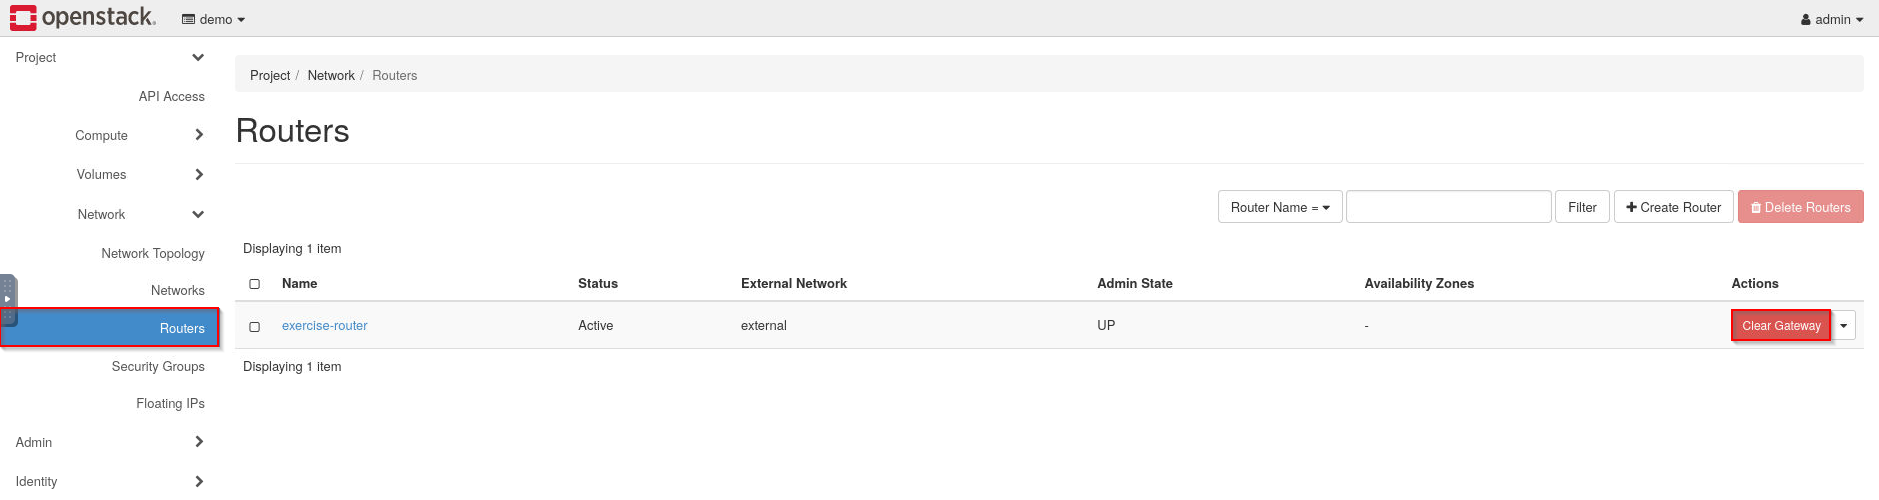 openstack. demo admin
Project
Project / Network / Routers
API Access
Routers
Compute
Volumes
Network
Router Name = Filter Create Router Delete Routers
Network Topology
Displaying 1 item
Networks
Name Status External Network Admin State Availability Zones Actions
Routers
exercise-router Active external UP - Clear Gateway
Security Groups
Displaying 1 item
Floating IPs
Admin
Identity